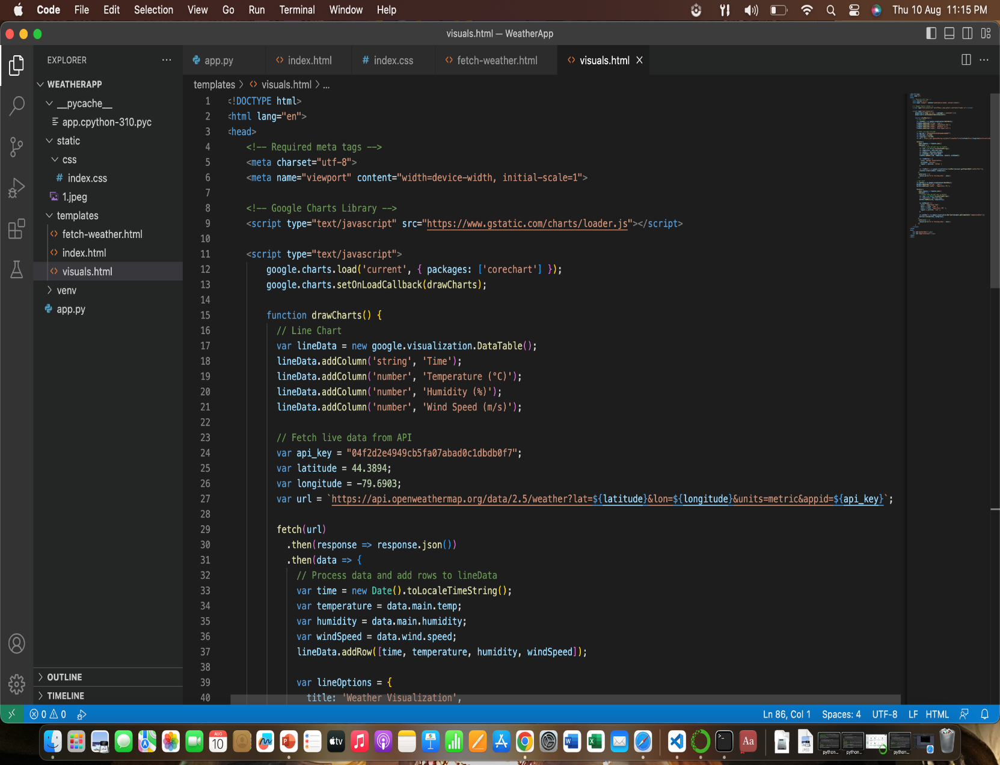 Code File Edit Selection View Go Run Terminal Window Help Thu 10 Aug 11:15 PM
visuals.html — WeatherApp
EXPLORER
WEATHERAPP
__pycache__
app.cpython-310.pyc
static
css
# index.css
1.jpeg
templates
<> fetch-weather.html
<> index.html
<> visuals.html
venv
app.py
OUTLINE
TIMELINE
app.py <> index.html # index.css <> fetch-weather.html <> visuals.html
templates > <> visuals.html > ...
1 <!DOCTYPE html>
2 <html lang="en">
3 <head>
4 <!-- Required meta tags -->
5 <meta charset="utf-8">
6 <meta name="viewport" content="width=device-width, initial-scale=1">
7
8 <!-- Google Charts Library -->
9 <script type="text/javascript" src="https://www.gstatic.com/charts/loader.js"></script>
10
11 <script type="text/javascript">
12 google.charts.load('current', { packages: ['corechart'] });
13 google.charts.setOnLoadCallback(drawCharts);
14
15 function drawCharts() {
16 // Line Chart
17 var lineData = new google.visualization.DataTable();
18 lineData.addColumn('string', 'Time');
19 lineData.addColumn('number', 'Temperature (°C)');
20 lineData.addColumn('number', 'Humidity (%)');
21 lineData.addColumn('number', 'Wind Speed (m/s)');
22
23 // Fetch live data from API
24 var api_key = "04f2d2e4949cb5fa07abad0c1dbdb0f7";
25 var latitude = 44.3894;
26 var longitude = -79.6903;
27 var url = `https://api.openweathermap.org/data/2.5/weather?lat=${latitude}&lon=${longitude}&units=metric&appid=${api_key}`;
28
29 fetch(url)
30 .then(response => response.json())
31 .then(data => {
32 // Process data and add rows to lineData
33 var time = new Date().toLocaleTimeString();
34 var temperature = data.main.temp;
35 var humidity = data.main.humidity;
36 var windSpeed = data.wind.speed;
37 lineData.addRow([time, temperature, humidity, windSpeed]);
38
39 var lineOptions = {
40 title: 'Weather Visualization',
0 0 Ln 86, Col 1 Spaces: 4 UTF-8 LF HTML
AUG
10
tv
P
W
X
Aa
JPEG
python...
python...
python...